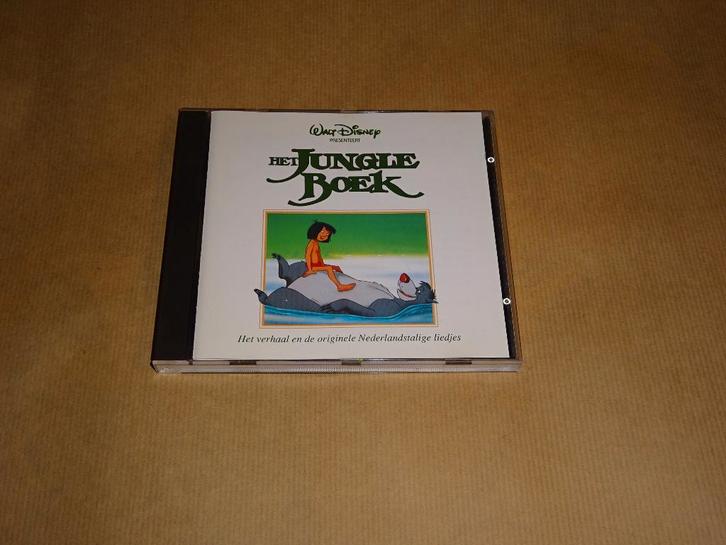 Walt Disney
PRESENTEERT
HET JUNGLE
BOEK
Het verhaal en de originele Nederlandstalige liedjes